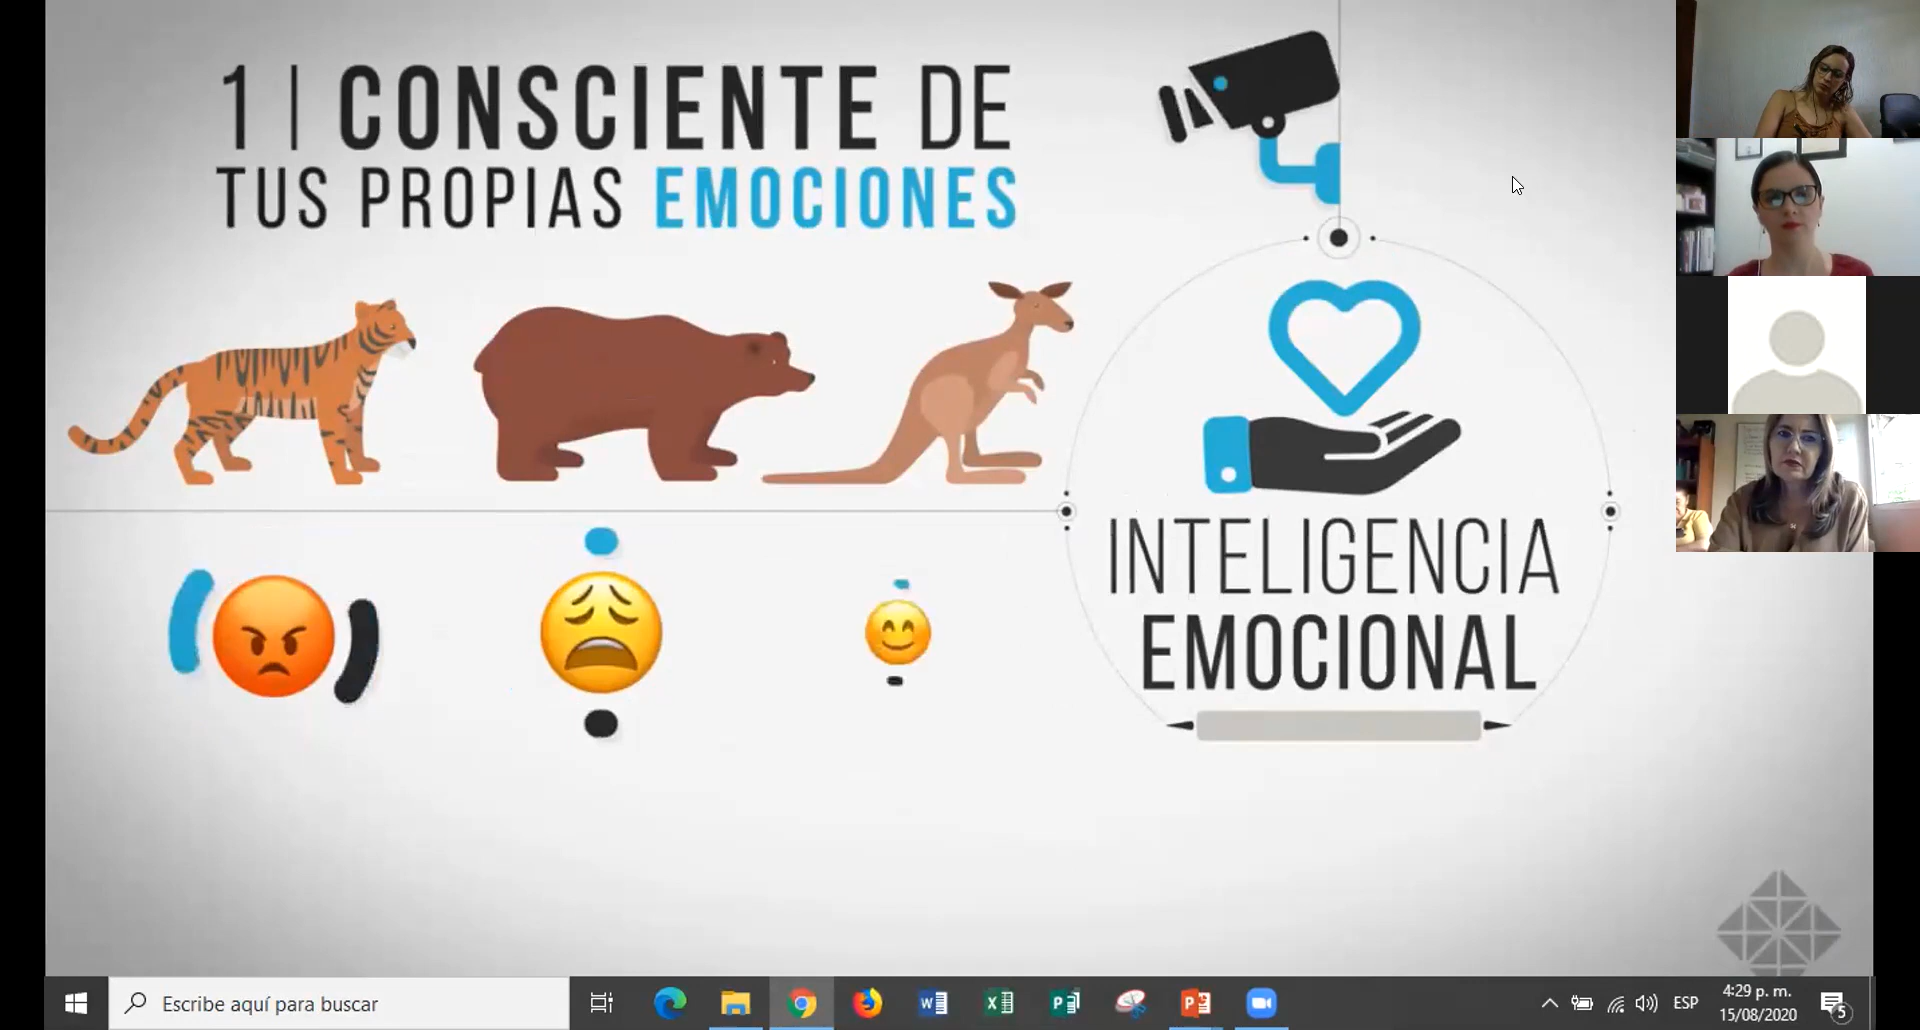 1 | CONSCIENTE DE
TUS PROPIAS EMOCIONES
INTELIGENCIA
EMOCIONAL
Escribe aquí para buscar
ESP
4:29 p. m.
15/08/2020
5